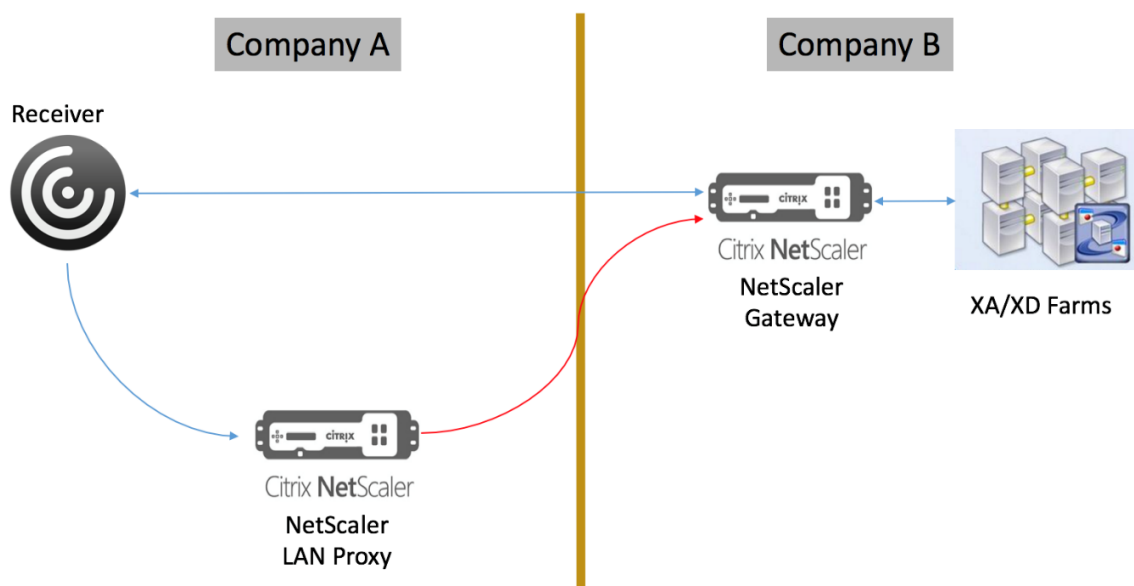 Company A
Company B
Receiver
CITRIX
Citrix NetScaler
NetScaler
Gateway
XA/XD Farms
CITRIX
Citrix NetScaler
NetScaler
LAN Proxy